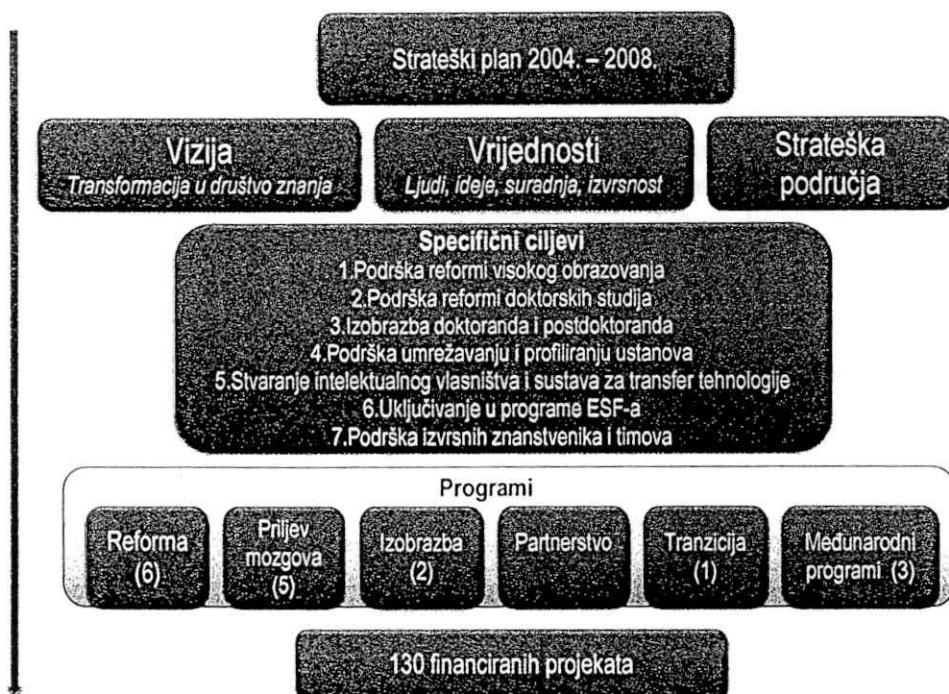 Strateški plan 2004. – 2008.
Vizija
Transformacija u društvo znanja
Vrijednosti
Ljudi, ideje, suradnja, izvrsnost
Strateška
područja
Specifični ciljevi
1.Podrška reformi visokog obrazovanja
2.Podrška reformi doktorskih studija
3.Izobrazba doktoranda i postdoktoranda
4.Podrška umrežavanju i profiliranju ustanova
5.Stvaranje intelektualnog vlasništva i sustava za transfer tehnologije
6.Uključivanje u programe ESF-a
7.Podrška izvrsnih znanstvenika i timova
Programi
Reforma
(6)
Priljev
mozgova
(5)
Izobrazba
(2)
Partnerstvo
Tranzicija
(1)
Međunarodni
programi (3)
130 financiranih projekata